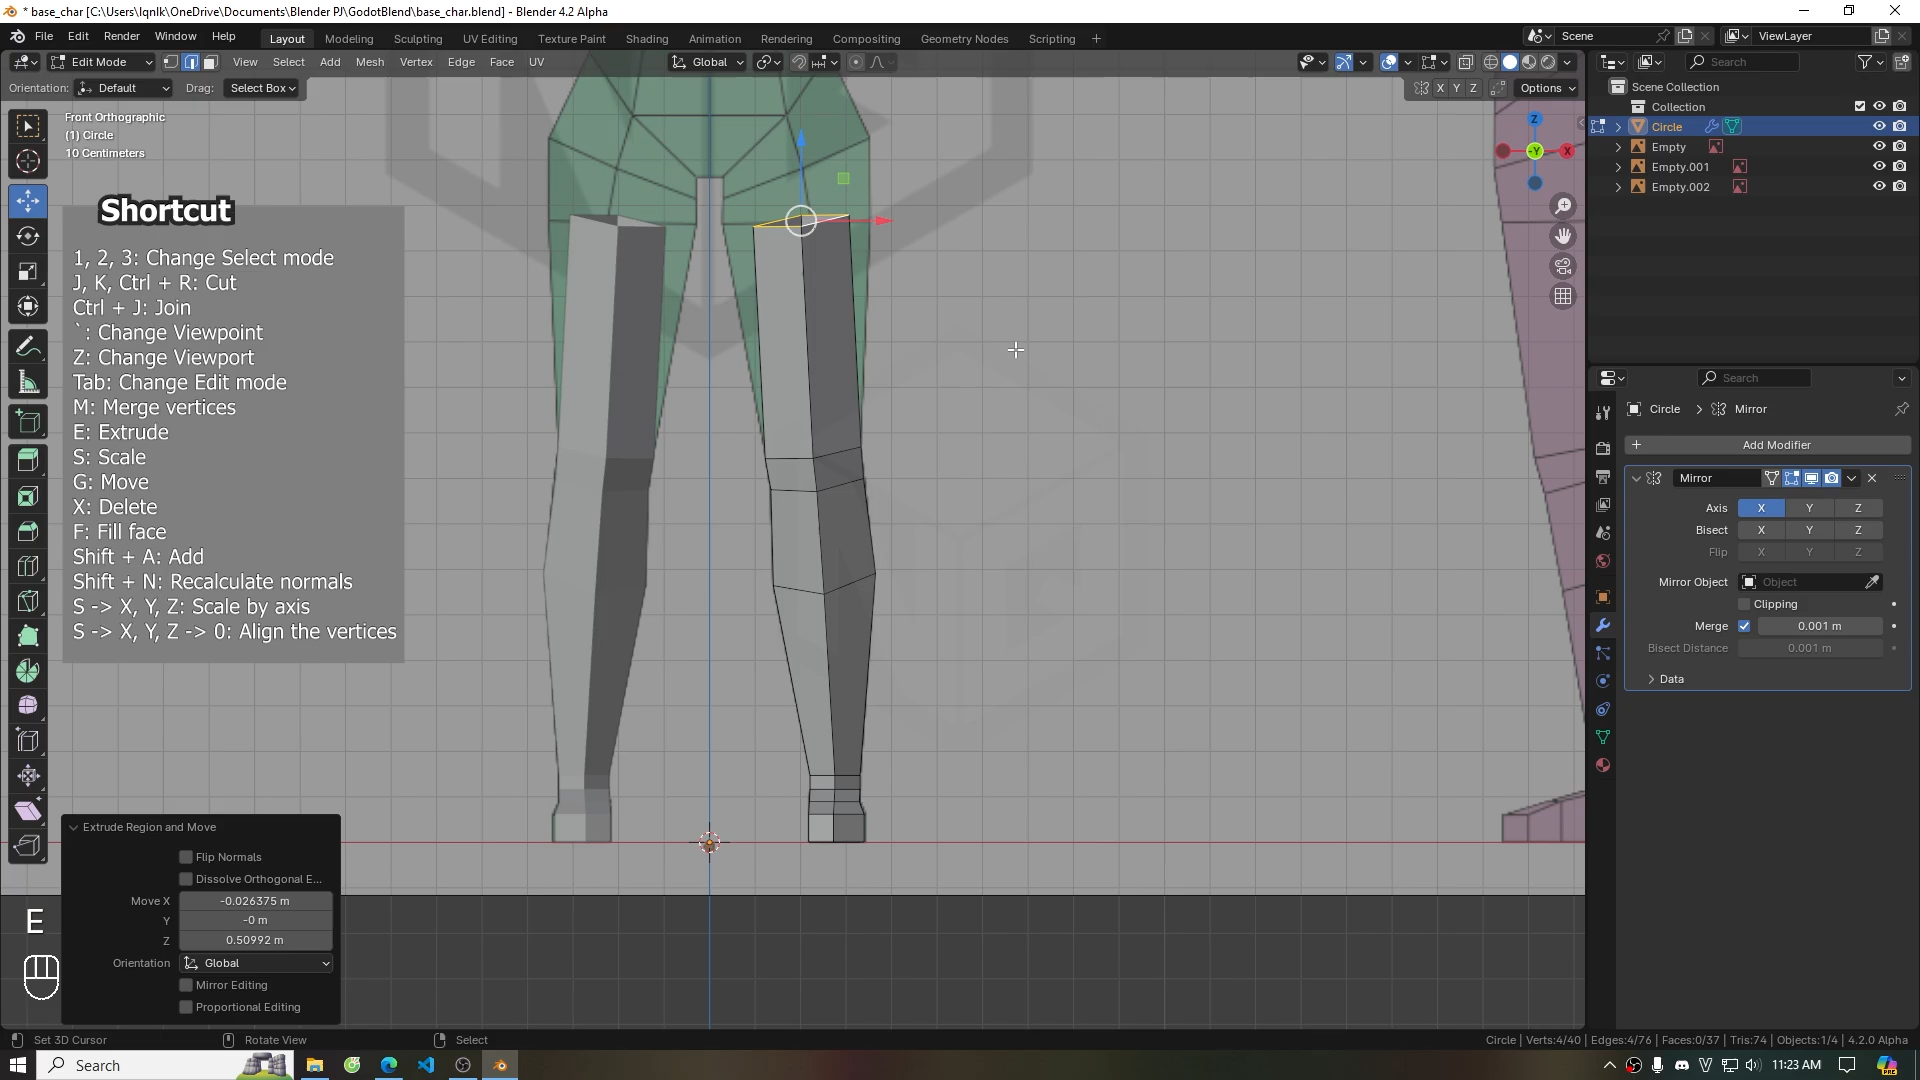 * base_char [C:\Users\lqnlk\OneDrive\Documents\Blender PJ\GodotBlend\base_char.blend] - Blender 4.2 Alpha
File Edit Render Window Help Layout Modeling Sculpting UV Editing Texture Paint Shading Animation Rendering Compositing Geometry Nodes Scripting + Scene ViewLayer
Edit Mode View Select Add Mesh Vertex Edge Face UV Global Search
Orientation: Default Drag: Select Box X Y Z Options
Scene Collection
Collection
Circle
Empty
Empty.001
Empty.002
Front Orthographic
(1) Circle
10 Centimeters
Z
-Y
X
Shortcut
1, 2, 3: Change Select mode
J, K, Ctrl + R: Cut
Ctrl + J: Join
`: Change Viewpoint
Z: Change Viewport
Tab: Change Edit mode
M: Merge vertices
E: Extrude
S: Scale
G: Move
X: Delete
F: Fill face
Shift + A: Add
Shift + N: Recalculate normals
S -> X, Y, Z: Scale by axis
S -> X, Y, Z -> 0: Align the vertices
Search
Circle > Mirror
+ Add Modifier
Mirror
Axis X Y Z
Bisect X Y Z
Flip X Y Z
Mirror Object Object
Clipping
Merge 0.001 m
Bisect Distance 0.001 m
Data
Extrude Region and Move
Flip Normals
Dissolve Orthogonal E...
Move X -0.026375 m
Y -0 m
Z 0.50992 m
Orientation Global
Mirror Editing
Proportional Editing
E
Set 3D Cursor Rotate View Select Circle | Verts:4/40 | Edges:4/76 | Faces:0/37 | Tris:74 | Objects:1/4 | 4.2.0 Alpha
Search 11:23 AM PRE